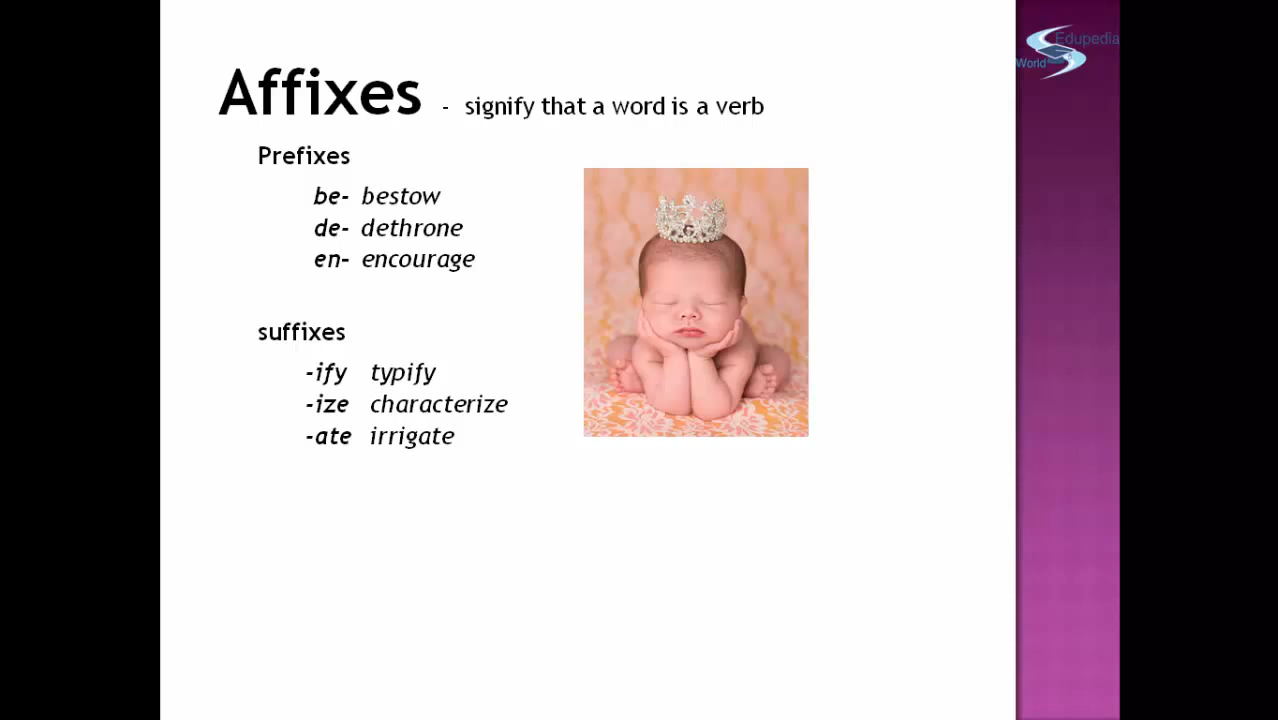 Edupedia
World
Affixes - signify that a word is a verb
Prefixes
be- bestow
de- dethrone
en- encourage
suffixes
-ify typify
-ize characterize
-ate irrigate